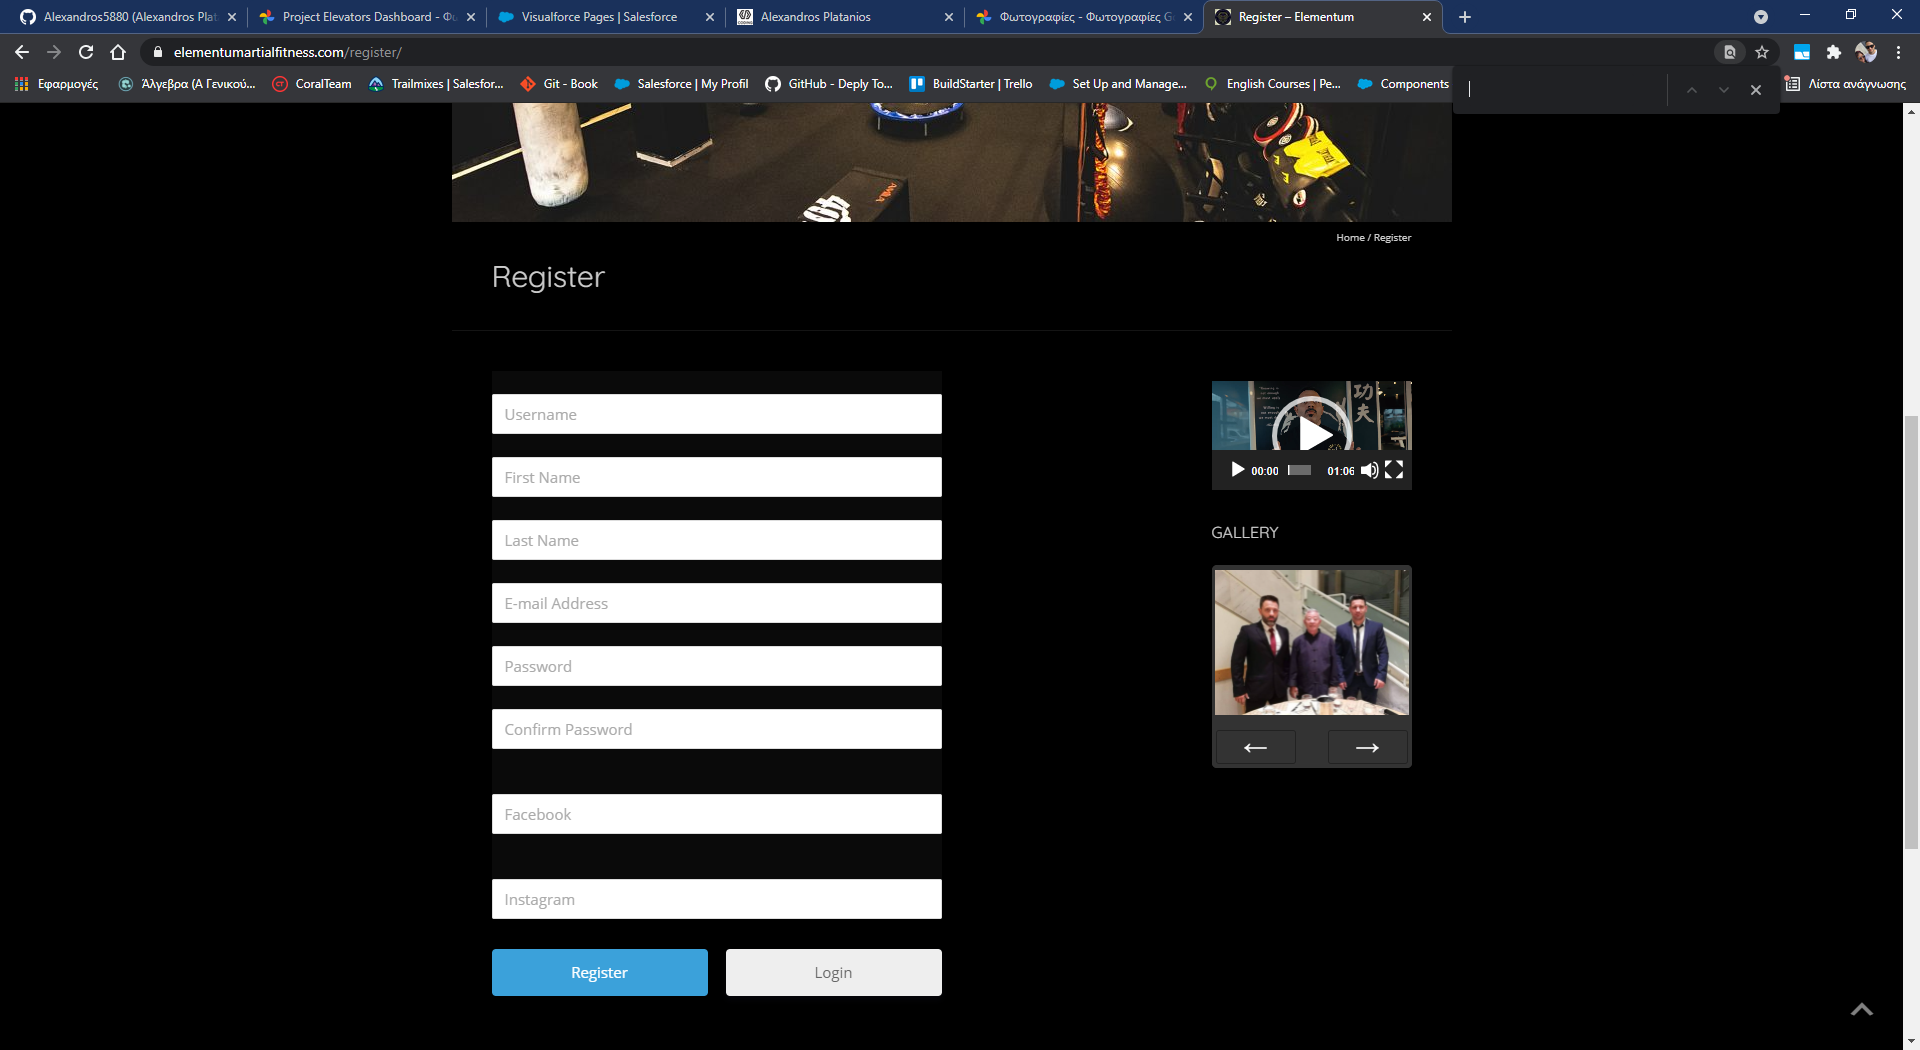 Alexandros5880 (Alexandros Plat
Project Elevators Dashboard - Φω
Visualforce Pages | Salesforce
Alexandros Platanios
Φωτογραφίες - Φωτογραφίες G
Register – Elementum
elementumartialfitness.com/register/
Εφαρμογές
Άλγεβρα (Α Γενικού...
CoralTeam
Trailmixes | Salesfor...
Git - Book
Salesforce | My Profil
GitHub - Deply To...
BuildStarter | Trello
Set Up and Manage...
English Courses | Pe...
Components
Λίστα ανάγνωσης
Home / Register
Register
Username
First Name
Last Name
E-mail Address
Password
Confirm Password
Facebook
Instagram
Register
Login
功夫
00:00
01:06
GALLERY